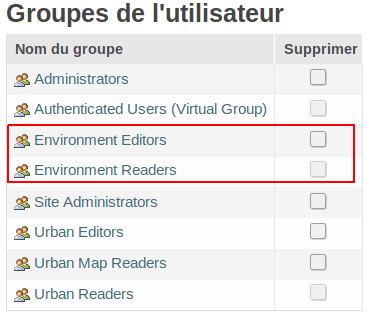 Groupes de l'utilisateur
Nom du groupe Supprimer
Administrators
Authenticated Users (Virtual Group)
Environment Editors
Environment Readers
Site Administrators
Urban Editors
Urban Map Readers
Urban Readers